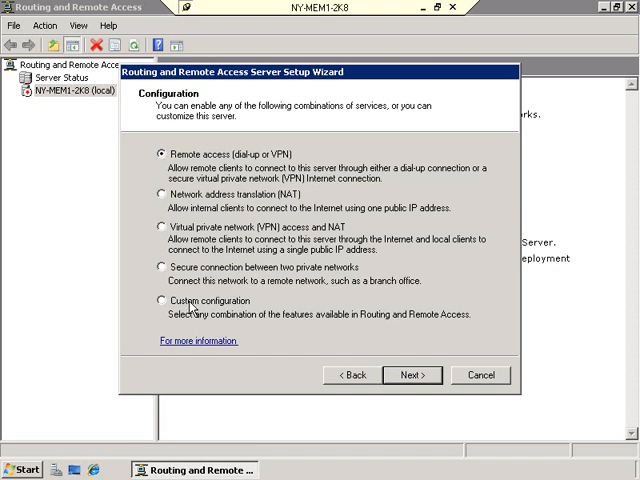 Routing and Remote Access
NY-MEM1-2K8
File Action View Help
Routing and Remote Acce
Server Status
NY-MEM1-2K8 (local)
Routing and Remote Access Server Setup Wizard
Configuration
You can enable any of the following combinations of services, or you can
customize this server.
Remote access (dial-up or VPN)
Allow remote clients to connect to this server through either a dial-up connection or a
secure virtual private network (VPN) Internet connection.
Network address translation (NAT)
Allow internal clients to connect to the Internet using one public IP address.
Virtual private network (VPN) access and NAT
Allow remote clients to connect to this server through the Internet and local clients to
connect to the Internet using a single public IP address.
Secure connection between two private networks
Connect this network to a remote network, such as a branch office.
Custom configuration
Select any combination of the features available in Routing and Remote Access.
For more information
< Back Next > Cancel
rks.
Server.
eployment
Start
Routing and Remote ...